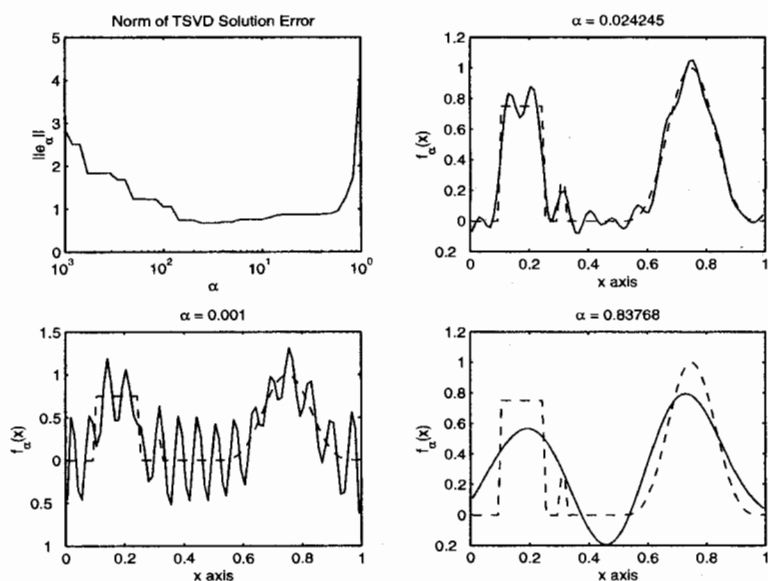 Norm of TSVD Solution Error
5
4
3
2
1
0
||e_α||
10^3 10^2 10^1 10^0
α
α = 0.024245
1.2
1
0.8
0.6
0.4
0.2
0
0.2
f_α(x)
0 0.2 0.4 0.6 0.8 1
x axis
α = 0.001
1.5
1
0.5
0
0.5
1
f_α(x)
0 0.2 0.4 0.6 0.8 1
x axis
α = 0.83768
1.2
1
0.8
0.6
0.4
0.2
0
0.2
f_α(x)
0 0.2 0.4 0.6 0.8 1
x axis